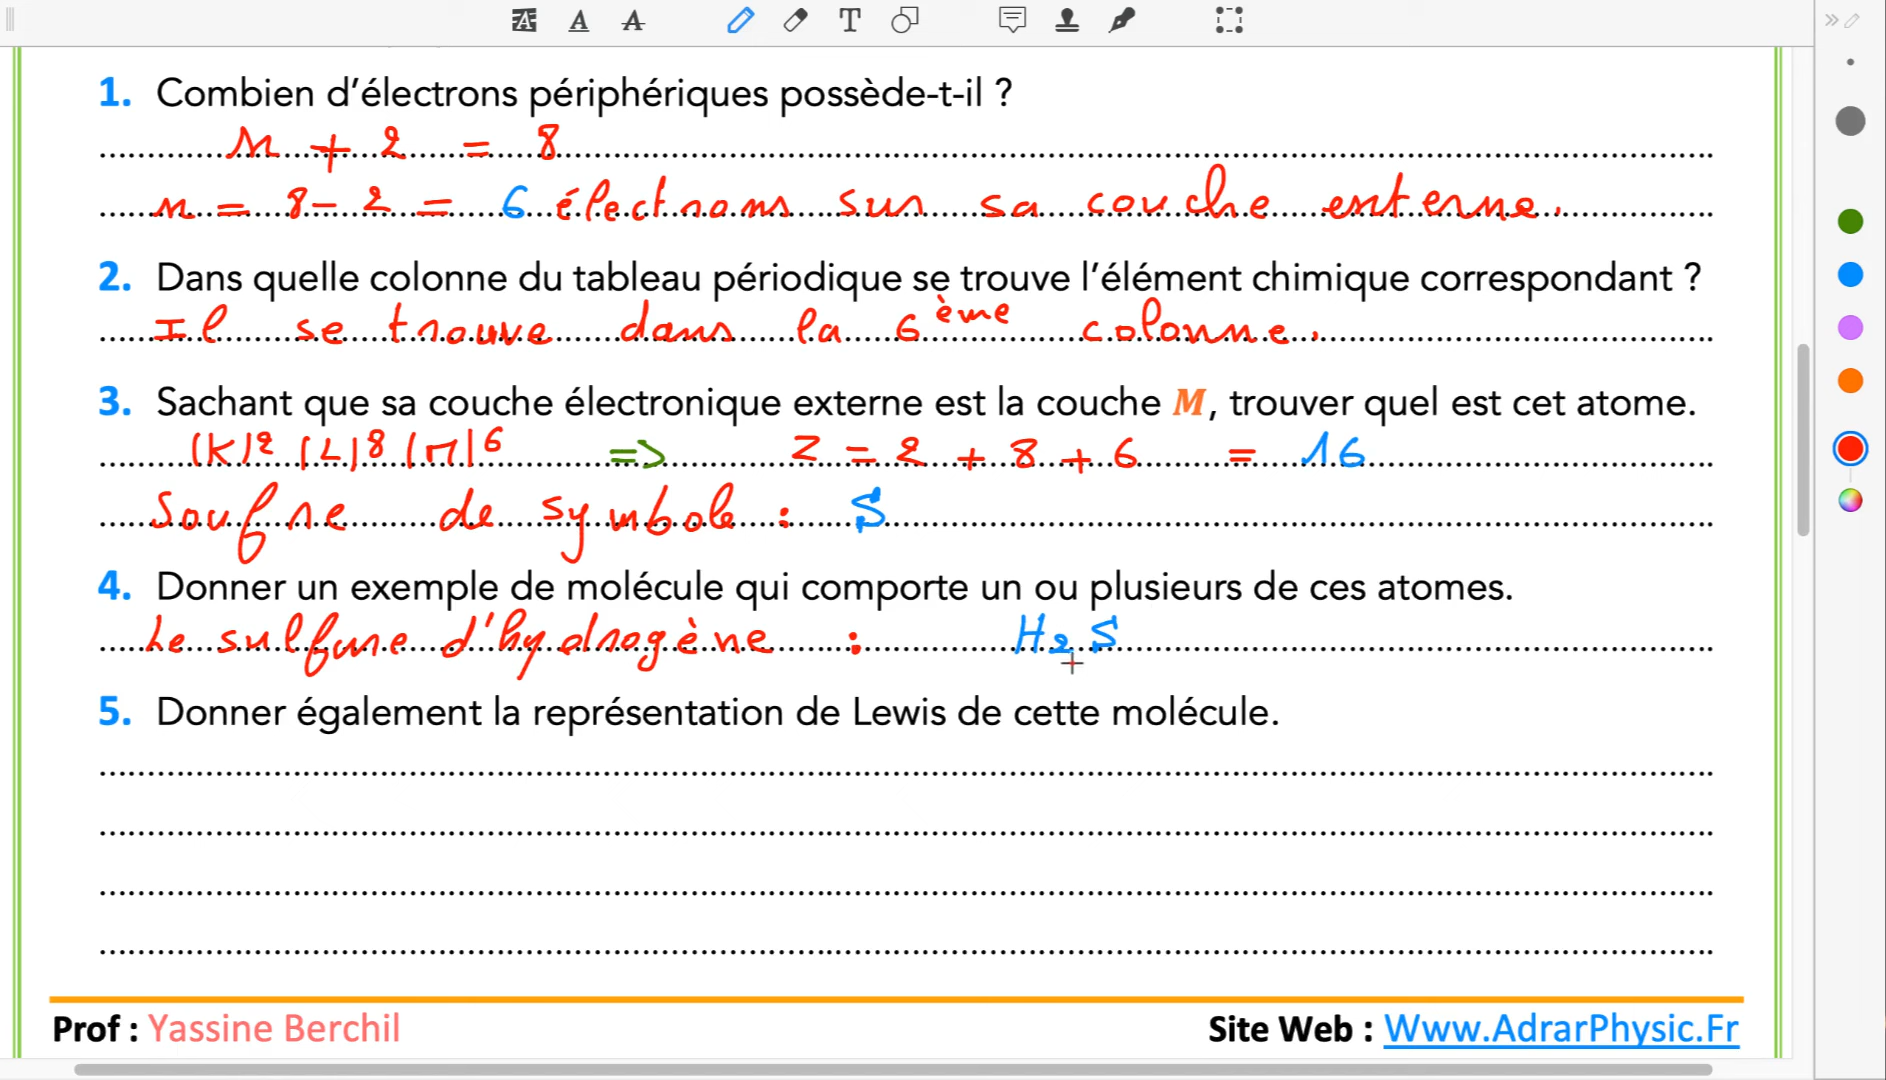 1. Combien d'électrons périphériques possède-t-il ?
n + 2 = 8
n = 8 - 2 = 6 électrons sur sa couche externe.
2. Dans quelle colonne du tableau périodique se trouve l'élément chimique correspondant ?
Il se trouve dans la 6ème colonne.
3. Sachant que sa couche électronique externe est la couche M, trouver quel est cet atome.
(K)² (L)⁸ (M)⁶ => Z = 2 + 8 + 6 = 16
Soufre de symbole : S
4. Donner un exemple de molécule qui comporte un ou plusieurs de ces atomes.
Le sulfure d'hydrogène : H₂S
5. Donner également la représentation de Lewis de cette molécule.
Prof : Yassine Berchil
Site Web : Www.AdrarPhysic.Fr